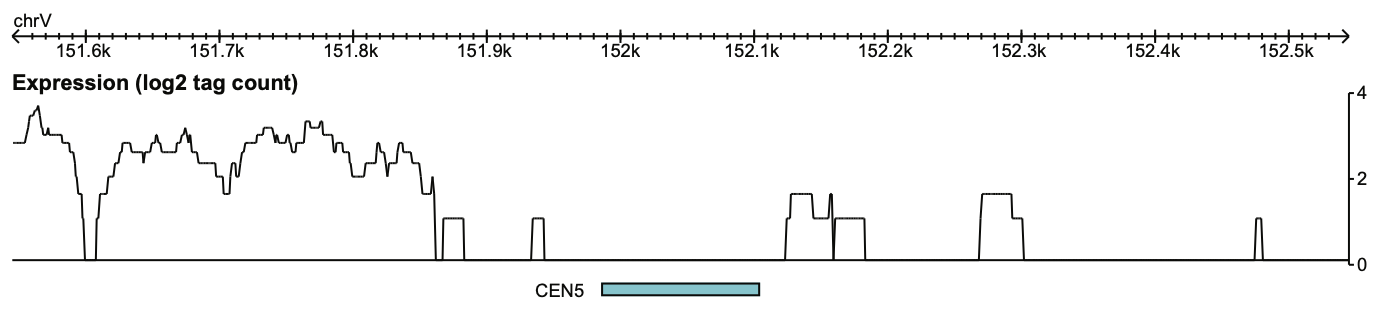 chrV
151.6k 151.7k 151.8k 151.9k 152k 152.1k 152.2k 152.3k 152.4k 152.5k
Expression (log2 tag count)
4
2
0
CEN5